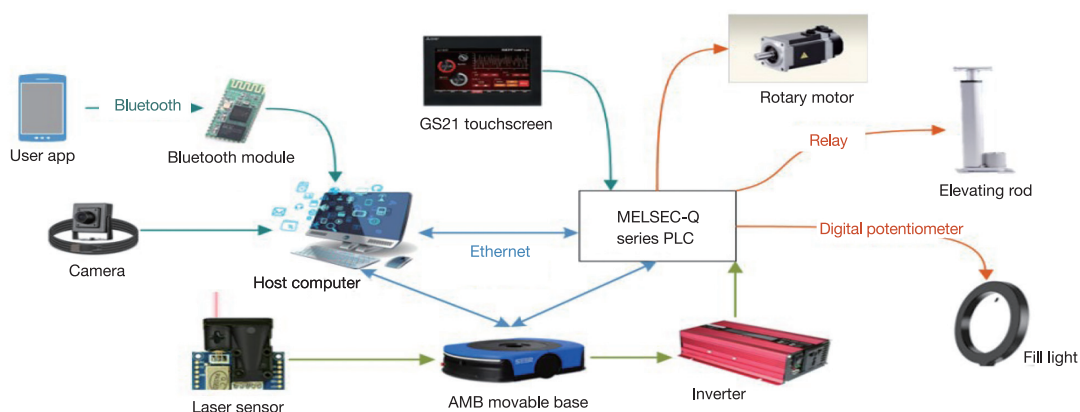 GS21 touchscreen
Rotary motor
User app
Bluetooth
Bluetooth module
Relay
Elevating rod
MELSEC-Q
series PLC
Camera
Host computer
Ethernet
Digital potentiometer
Laser sensor
AMB movable base
Inverter
Fill light